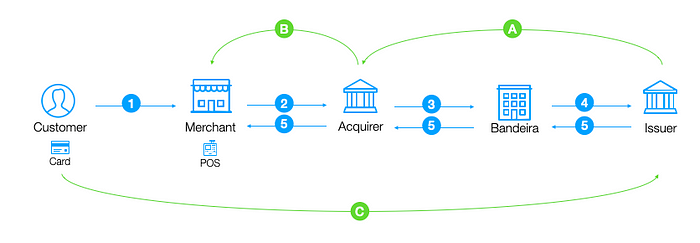 B
A
1
2
3
4
5
5
5
Customer
Merchant
Acquirer
Bandeira
Issuer
Card
POS
C